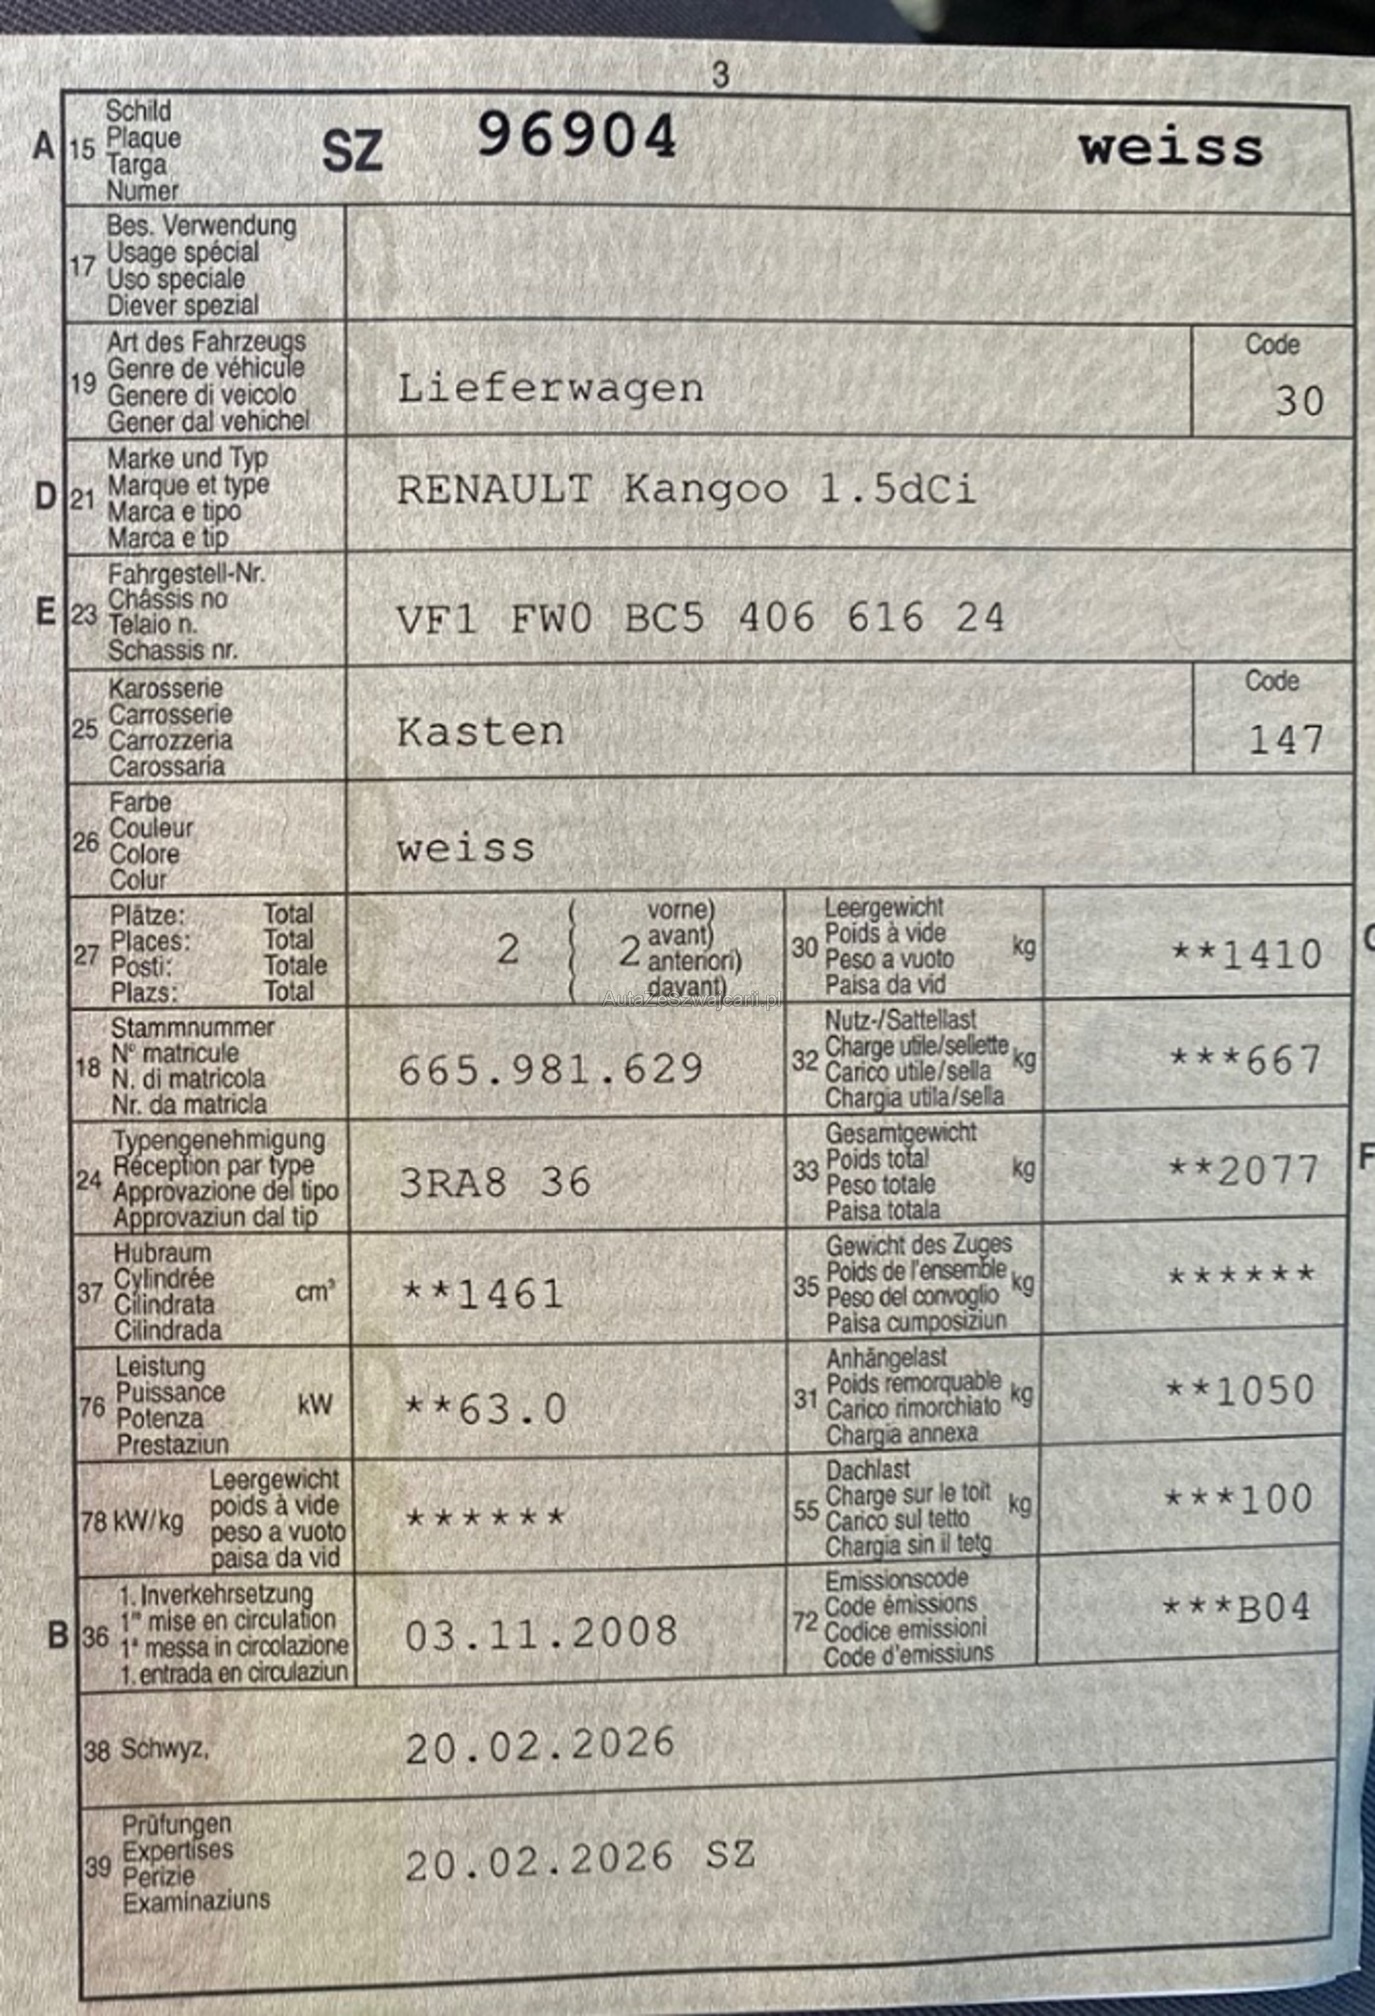 3
A 15 Schild
Plaque
Targa
Numer
SZ 96904 weiss
17 Bes. Verwendung
Usage spécial
Uso speciale
Diever spezial
19 Art des Fahrzeugs
Genre de véhicule
Genere di veicolo
Gener dal vehichel
Lieferwagen
Code
30
D 21 Marke und Typ
Marque et type
Marca e tipo
Marca e tip
RENAULT Kangoo 1.5dCi
E 23 Fahrgestell-Nr.
Châssis no
Telaio n.
Schassis nr.
VF1 FW0 BC5 406 616 24
25 Karosserie
Carrosserie
Carrozzeria
Carossaria
Kasten
Code
147
26 Farbe
Couleur
Colore
Colur
weiss
27 Plätze: Total
Places: Total
Posti: Totale
Plazs: Total
2 ( 2 vorne)
avant)
anteriori)
davant)
30 Leergewicht
Poids à vide
Peso a vuoto
Paisa da vid
kg **1410
G
AutaZeSzwajcarii.pl
18 Stammnummer
N° matricule
N. di matricola
Nr. da matricla
665.981.629
32 Nutz-/Sattellast
Charge utile/sellette
Carico utile/sella
Chargia utila/sella
kg ***667
24 Typengenehmigung
Réception par type
Approvazione del tipo
Approvaziun dal tip
3RA8 36
33 Gesamtgewicht
Poids total
Peso totale
Paisa totala
kg **2077
F
37 Hubraum
Cylindrée
Cilindrata
Cilindrada
cm³ **1461
35 Gewicht des Zuges
Poids de l'ensemble
Peso del convoglio
Paisa cumposiziun
kg ******
76 Leistung
Puissance
Potenza
Prestaziun
kW **63.0
31 Anhängelast
Poids remorquable
Carico rimorchiato
Chargia annexa
kg **1050
78 kW/kg Leergewicht
poids à vide
peso a vuoto
paisa da vid
******
55 Dachlast
Charge sur le toit
Carico sul tetto
Chargia sin il tetg
kg ***100
B 36 1. Inverkehrsetzung
1re mise en circulation
1a messa in circolazione
1. entrada en circulaziun
03.11.2008
72 Emissionscode
Code émissions
Codice emissioni
Code d'emissiuns
***B04
38 Schwyz, 20.02.2026
39 Prüfungen
Expertises
Perizie
Examinaziuns
20.02.2026 SZ